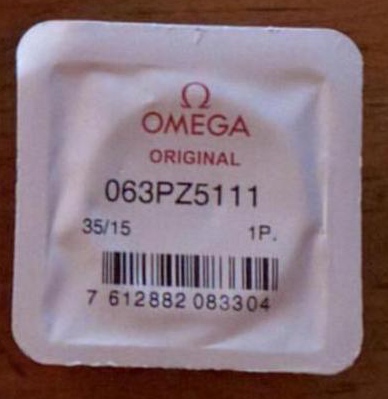 Ω
OMEGA
ORIGINAL
063PZ5111
35/15 1P.
7 612882 083304